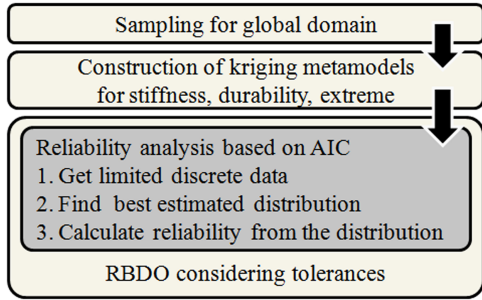 Sampling for global domain
Construction of kriging metamodels
for stiffness, durability, extreme
Reliability analysis based on AIC
1. Get limited discrete data
2. Find best estimated distribution
3. Calculate reliability from the distribution
RBDO considering tolerances